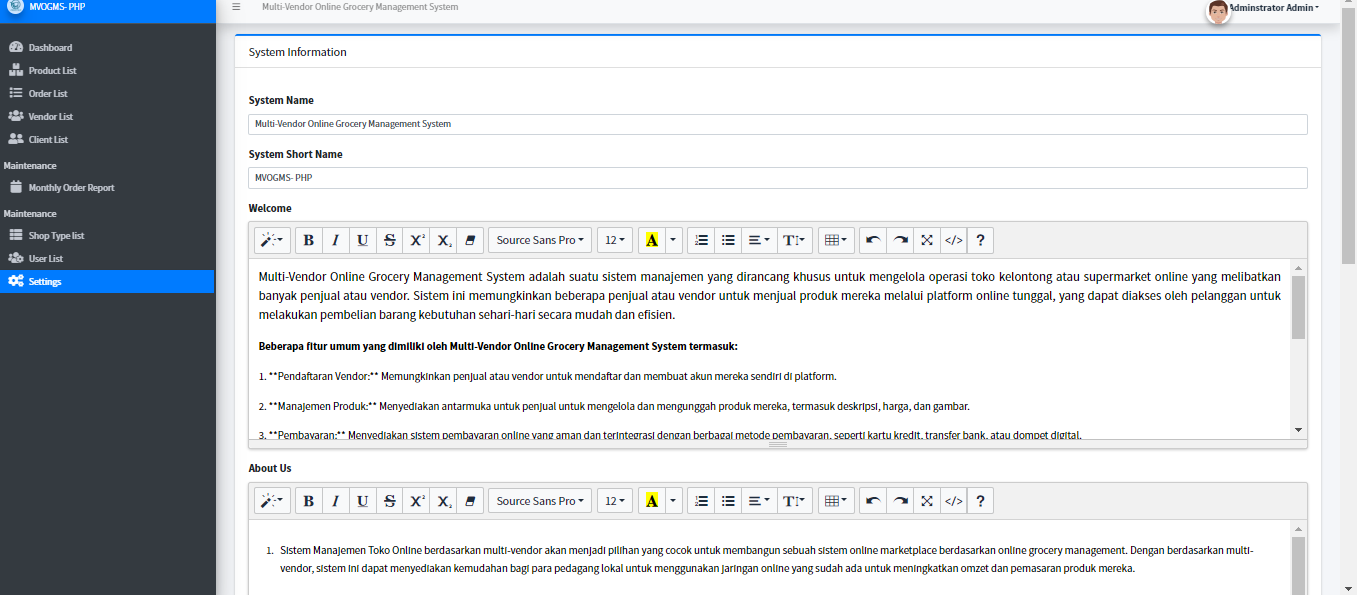 MVOGMS- PHP
Multi-Vendor Online Grocery Management System
Adminstrator Admin
Dashboard
Product List
Order List
Vendor List
Client List
Maintenance
Monthly Order Report
Maintenance
Shop Type list
User List
Settings
System Information
System Name
Multi-Vendor Online Grocery Management System
System Short Name
MVOGMS- PHP
Welcome
B I U S X² X₂ Source Sans Pro 12 A T </> ?
Multi-Vendor Online Grocery Management System adalah suatu sistem manajemen yang dirancang khusus untuk mengelola operasi toko kelontong atau supermarket online yang melibatkan
banyak penjual atau vendor. Sistem ini memungkinkan beberapa penjual atau vendor untuk menjual produk mereka melalui platform online tunggal, yang dapat diakses oleh pelanggan untuk
melakukan pembelian barang kebutuhan sehari-hari secara mudah dan efisien.
Beberapa fitur umum yang dimiliki oleh Multi-Vendor Online Grocery Management System termasuk:
1. **Pendaftaran Vendor:** Memungkinkan penjual atau vendor untuk mendaftar dan membuat akun mereka sendiri di platform.
2. **Manajemen Produk:** Menyediakan antarmuka untuk penjual untuk mengelola dan mengunggah produk mereka, termasuk deskripsi, harga, dan gambar.
3. **Pembayaran:** Menyediakan sistem pembayaran online yang aman dan terintegrasi dengan berbagai metode pembayaran, seperti kartu kredit, transfer bank, atau dompet digital.
About Us
B I U S X² X₂ Source Sans Pro 12 A T </> ?
1. Sistem Manajemen Toko Online berdasarkan multi-vendor akan menjadi pilihan yang cocok untuk membangun sebuah sistem online marketplace berdasarkan online grocery management. Dengan berdasarkan multi-
vendor, sistem ini dapat menyediakan kemudahan bagi para pedagang lokal untuk menggunakan jaringan online yang sudah ada untuk meningkatkan omzet dan pemasaran produk mereka.